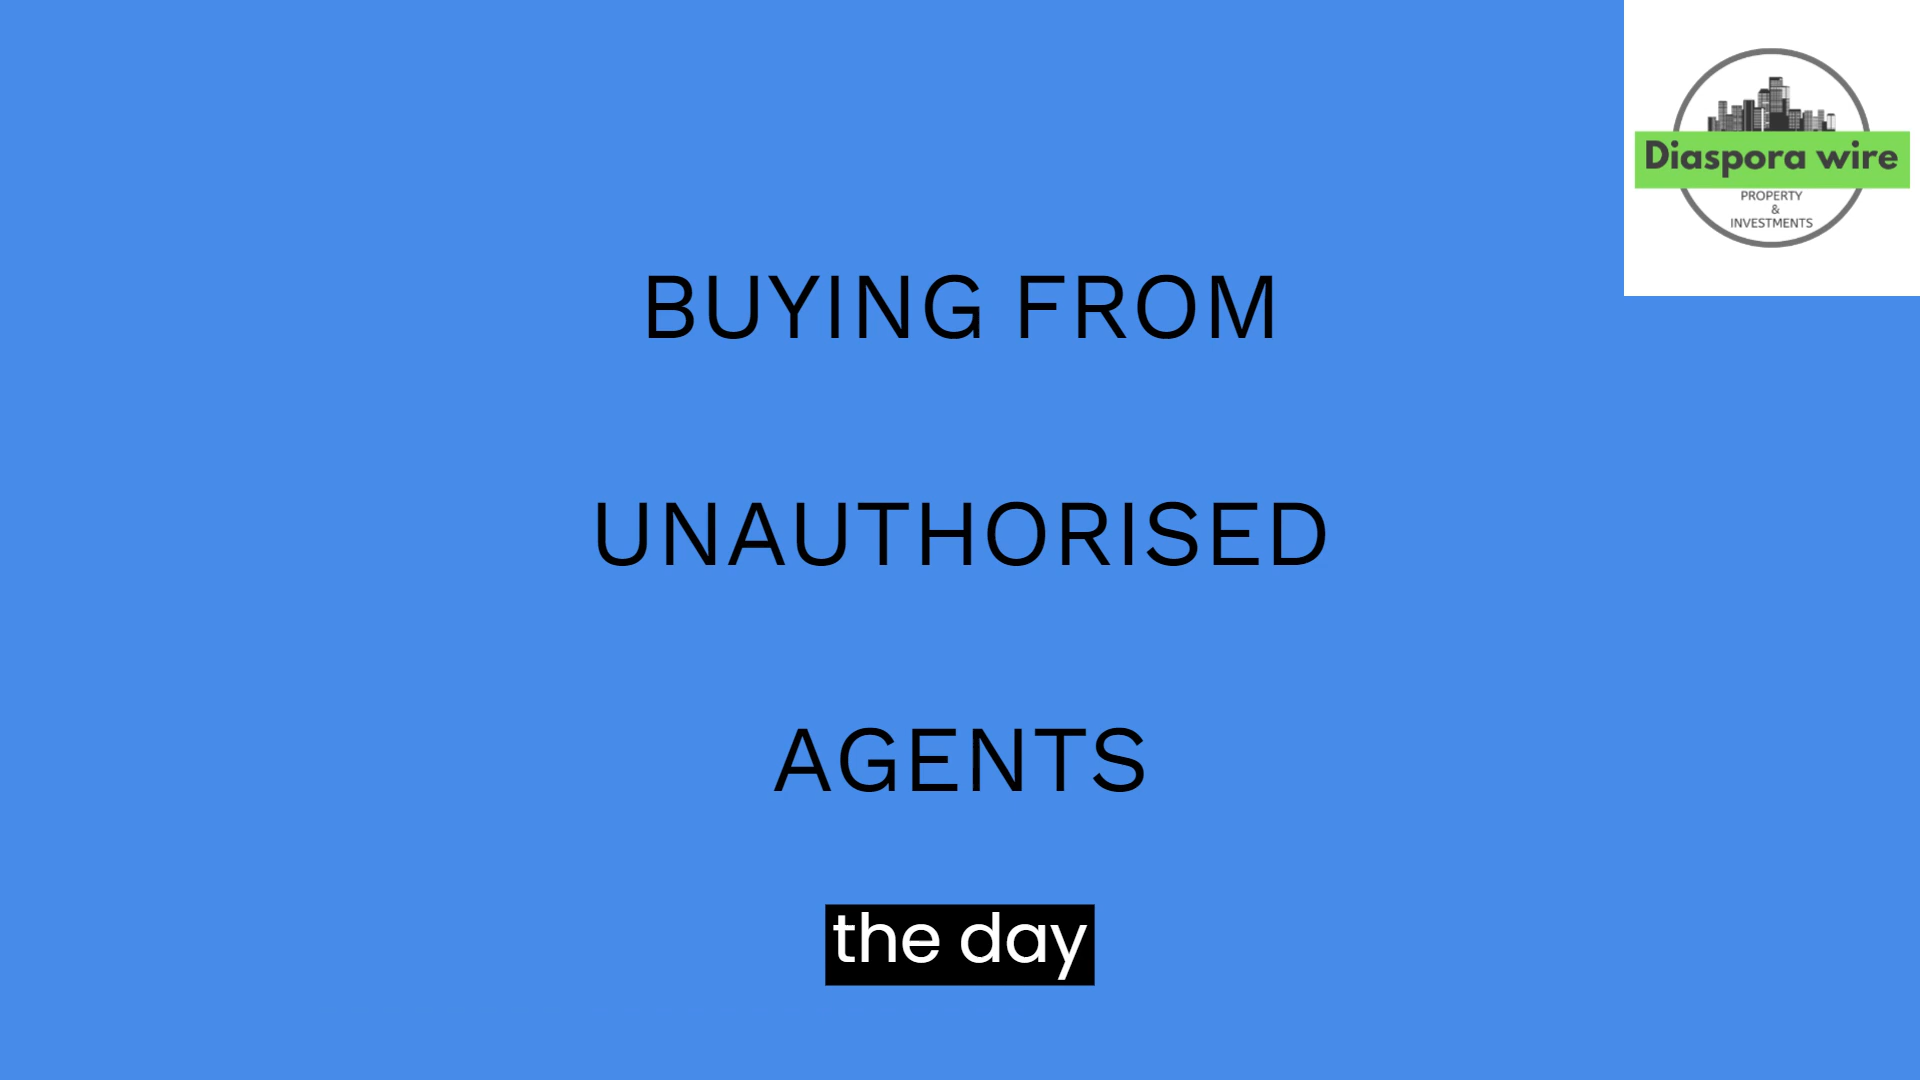 Diaspora wire
PROPERTY
&
INVESTMENTS
BUYING FROM
UNAUTHORISED
AGENTS
the day